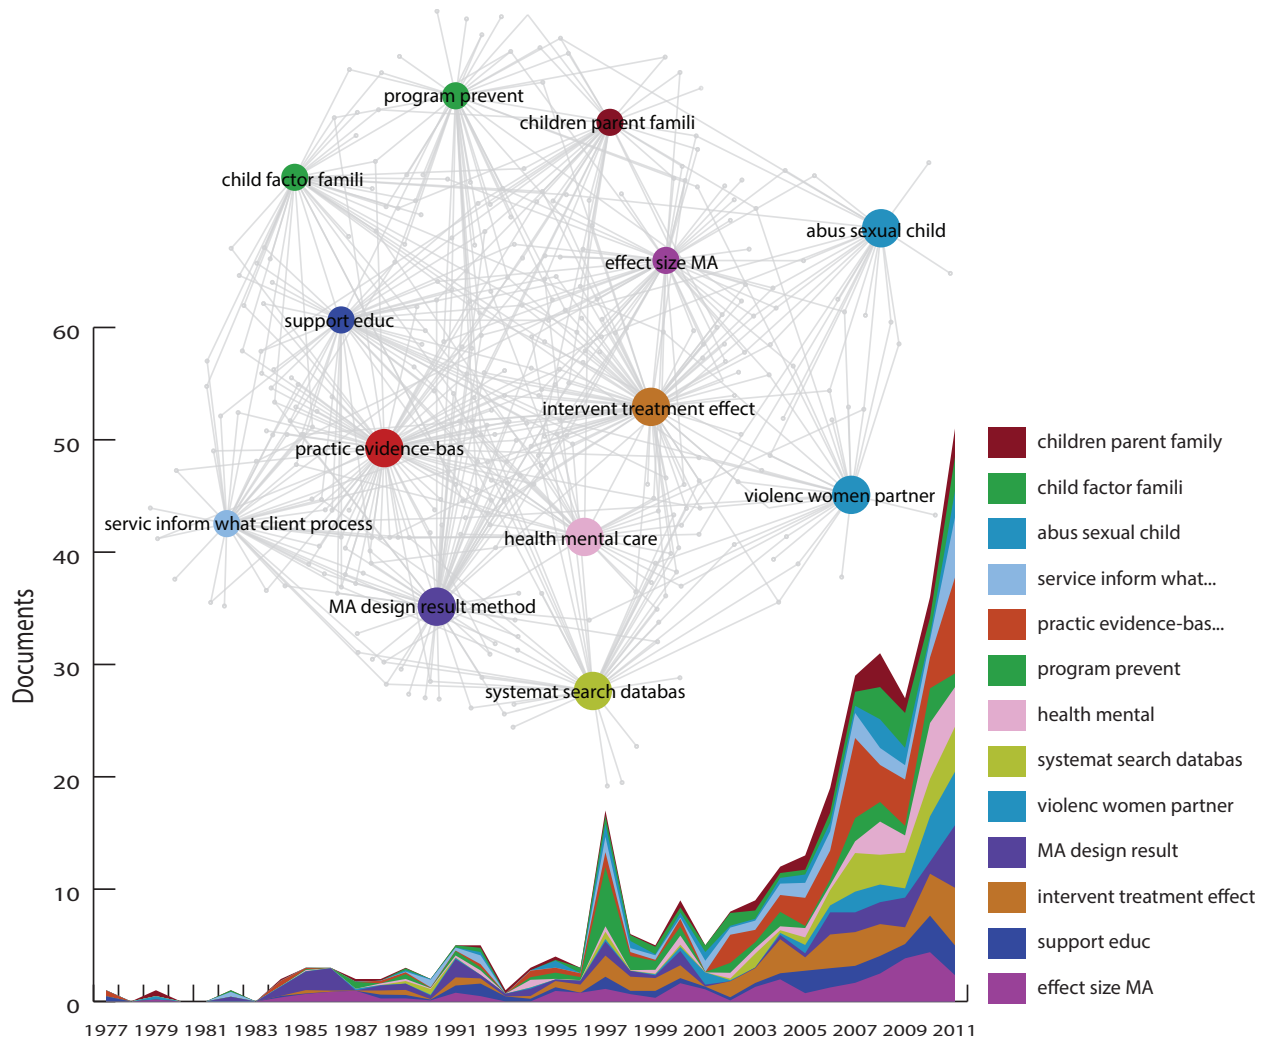 program prevent
children parent famili
child factor famili
abus sexual child
effect size MA
support educ
intervent treatment effect
practic evidence-bas
violenc women partner
servic inform what client process
health mental care
MA design result method
systemat search databas
60
50
40
30
20
10
0
Documents
1977 1979 1981 1983 1985 1987 1989 1991 1993 1995 1997 1999 2001 2003 2005 2007 2009 2011
children parent family
child factor famili
abus sexual child
service inform what...
practic evidence-bas...
program prevent
health mental
systemat search databas
violenc women partner
MA design result
intervent treatment effect
support educ
effect size MA